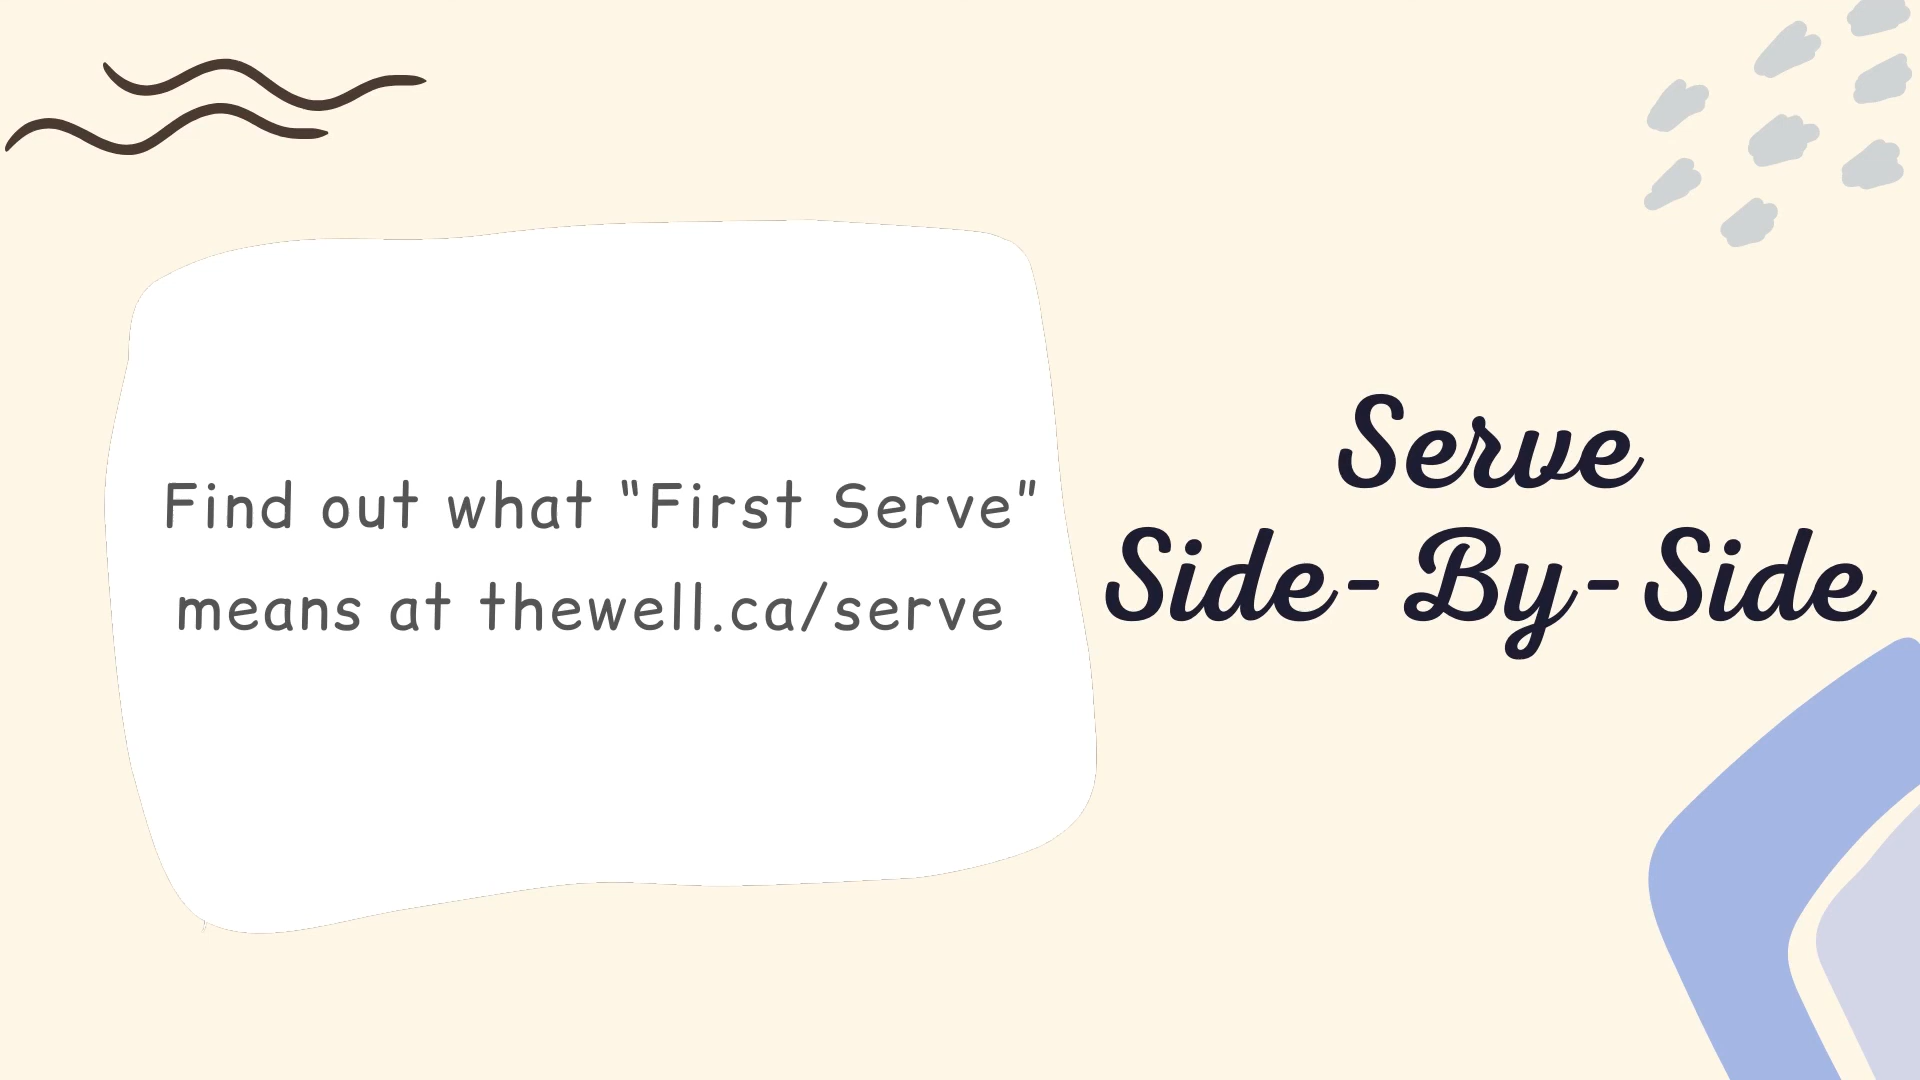 Find out what "First Serve"
means at thewell.ca/serve
Serve
Side-By-Side